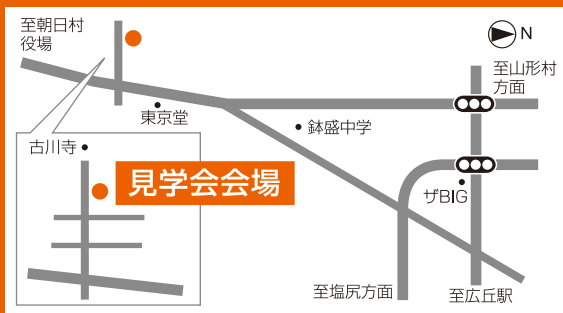 至朝日村
役場
N
至山形村
方面
東京堂
鉢盛中学
古川寺
見学会会場
ザBIG
至塩尻方面
至広丘駅